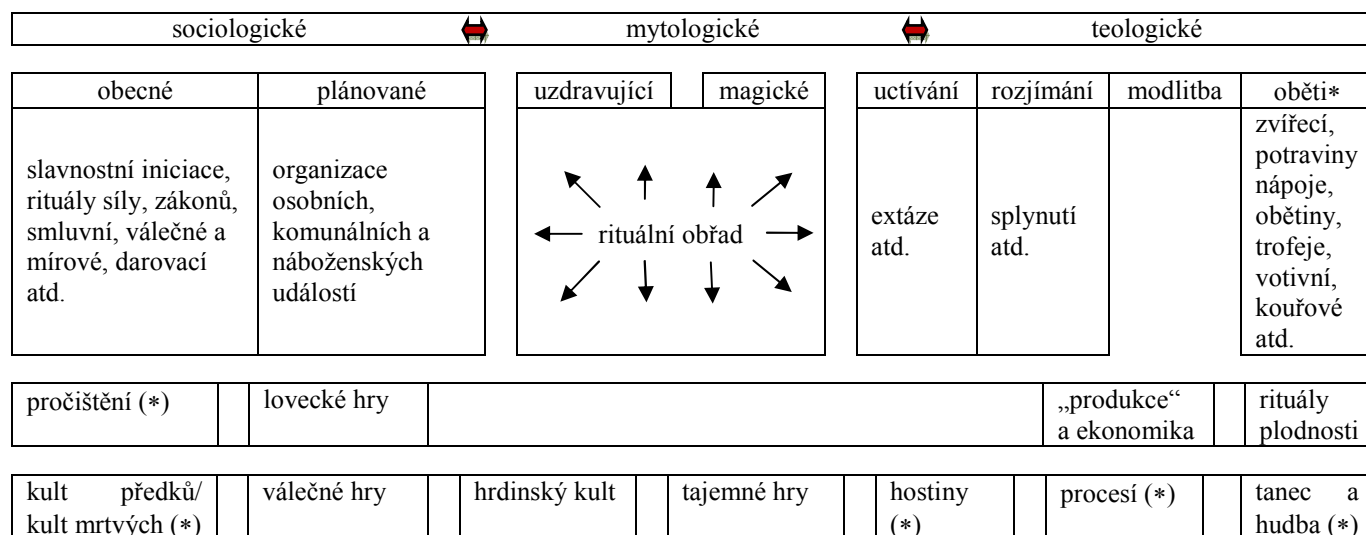 sociologické mytologické teologické
obecné plánované uzdravující magické uctívání rozjímání modlitba oběti*
slavnostní iniciace,
rituály síly, zákonů,
smluvní, válečné a
mírové, darovací
atd.
organizace
osobních,
komunálních a
náboženských
událostí
rituální obřad
extáze
atd.
splynutí
atd.
zvířecí,
potraviny
nápoje,
obětiny,
trofeje,
votivní,
kouřové
atd.
pročištění (*) lovecké hry
„produkce“
a ekonomika
rituály
plodnosti
kult předků/
kult mrtvých (*)
válečné hry
hrdinský kult
tajemné hry
hostiny
(*)
procesí (*)
tanec a
hudba (*)